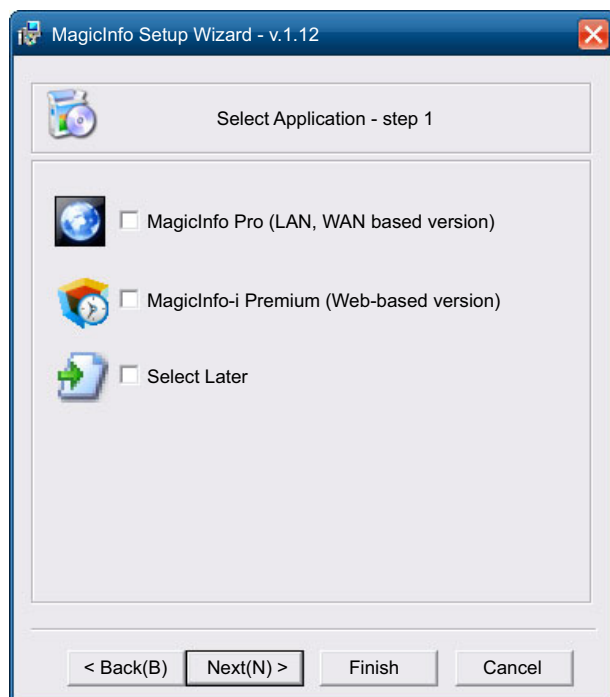 MagicInfo Setup Wizard - v.1.12
Select Application - step 1
MagicInfo Pro (LAN, WAN based version)
MagicInfo-i Premium (Web-based version)
Select Later
< Back(B) Next(N) > Finish Cancel